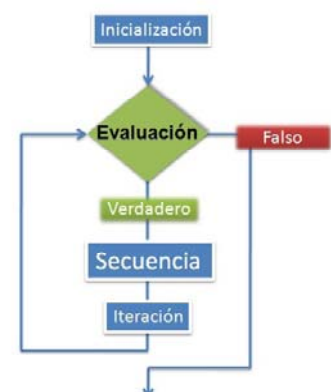 Inicialización
Evaluación
Falso
Verdadero
Secuencia
Iteración